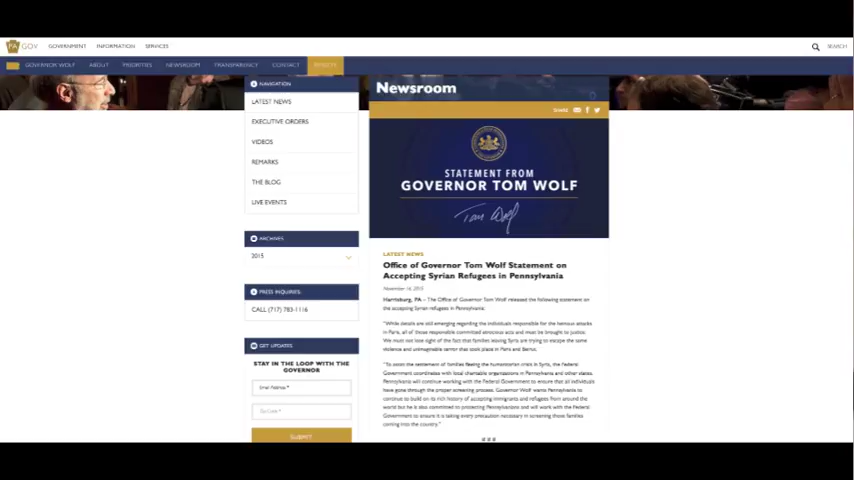 PA GOV GOVERNMENT INFORMATION SERVICES SEARCH
GOVERNOR WOLF ABOUT PRIORITIES NEWSROOM TRANSPARENCY CONTACT
NAVIGATION
LATEST NEWS
EXECUTIVE ORDERS
VIDEOS
REMARKS
THE BLOG
LIVE EVENTS
ARCHIVES
2015
PRESS INQUIRIES
CALL (717) 783-1116
GET UPDATES
STAY IN THE LOOP WITH THE
GOVERNOR
Email Address *
Zip Code *
SUBMIT
Newsroom
SHARE
STATEMENT FROM
GOVERNOR TOM WOLF
Tom Wolf
LATEST NEWS
Office of Governor Tom Wolf Statement on
Accepting Syrian Refugees in Pennsylvania
November 16, 2015
Harrisburg, PA – The Office of Governor Tom Wolf released the following statement on
the accepting Syrian refugees in Pennsylvania:
"While details are still emerging regarding the individuals responsible for the heinous attacks
in Paris, all of those responsible committed atrocious acts and must be brought to justice.
We must not lose sight of the fact that families leaving Syria are trying to escape the same
violence and unimaginable terror that took place in Paris and Beirut.
"To assist the settlement of families fleeing the humanitarian crisis in Syria, the Federal
Government coordinates with local charitable organizations in Pennsylvania and other states.
Pennsylvania will continue working with the Federal Government to ensure that all individuals
have gone through the proper screening process. Governor Wolf wants Pennsylvania to
continue to build on its rich history of accepting immigrants and refugees from around the
world but he is also committed to protecting Pennsylvanians and will work with the Federal
Government to ensure it is taking every precaution necessary in screening those families
coming into the country."
###